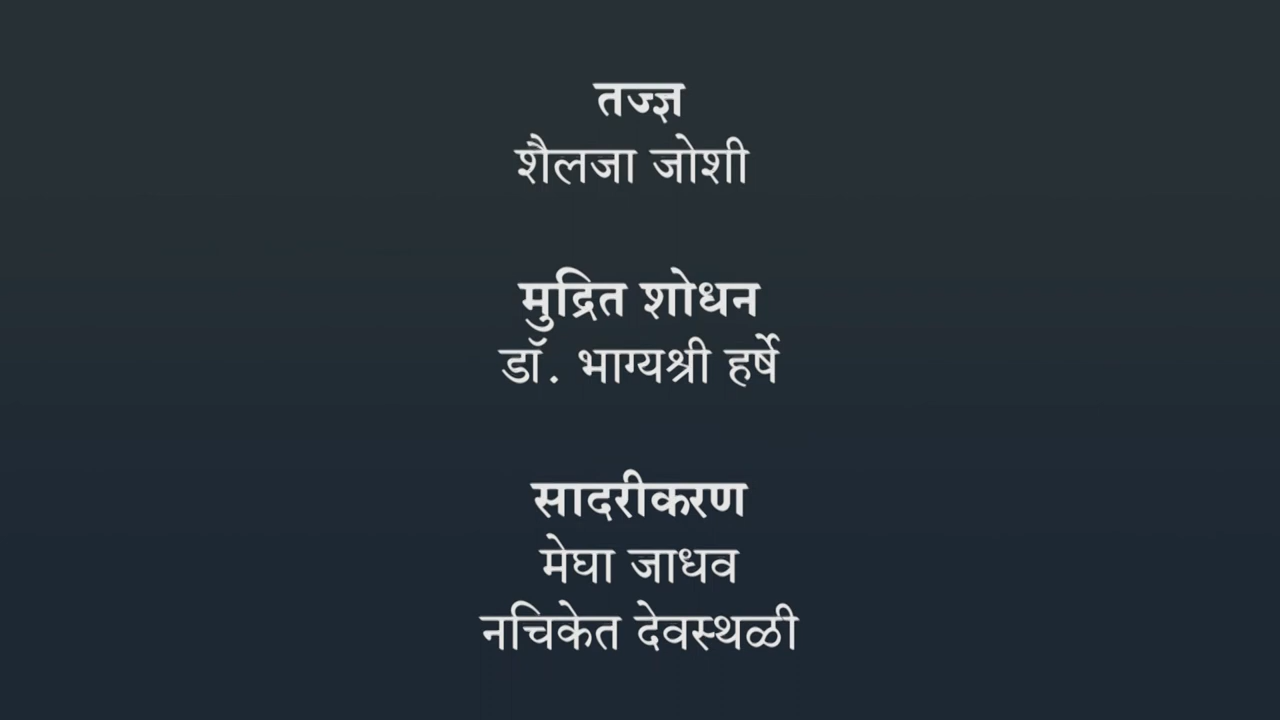 तज्ज्ञ
शैलजा जोशी
मुद्रित शोधन
डॉ. भाग्यश्री हर्षे
सादरीकरण
मेघा जाधव
नचिकेत देवस्थळी